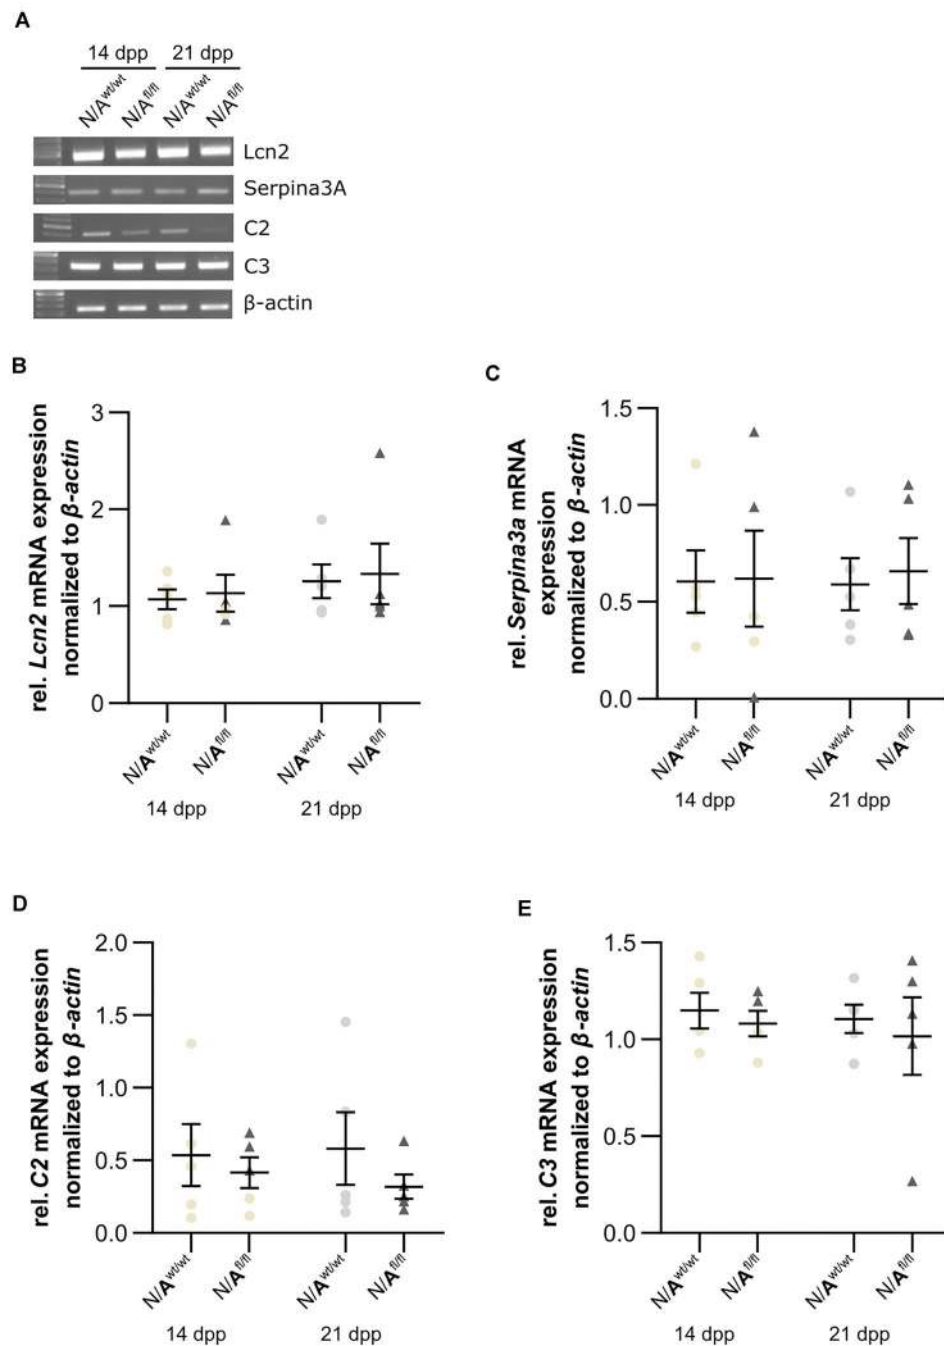 A
14 dpp 21 dpp
N/A^wt/wt N/A^fl/fl N/A^wt/wt N/A^fl/fl
Lcn2
Serpina3A
C2
C3
β-actin
B
rel. Lcn2 mRNA expression
normalized to β-actin
3
2
1
0
N/A^wt/wt N/A^fl/fl N/A^wt/wt N/A^fl/fl
14 dpp 21 dpp
C
rel. Serpina3a mRNA
expression
normalized to β-actin
1.5
1.0
0.5
0.0
N/A^wt/wt N/A^fl/fl N/A^wt/wt N/A^fl/fl
14 dpp 21 dpp
D
rel. C2 mRNA expression
normalized to β-actin
2.0
1.5
1.0
0.5
0.0
N/A^wt/wt N/A^fl/fl N/A^wt/wt N/A^fl/fl
14 dpp 21 dpp
E
rel. C3 mRNA expression
normalized to β-actin
1.5
1.0
0.5
0.0
N/A^wt/wt N/A^fl/fl N/A^wt/wt N/A^fl/fl
14 dpp 21 dpp